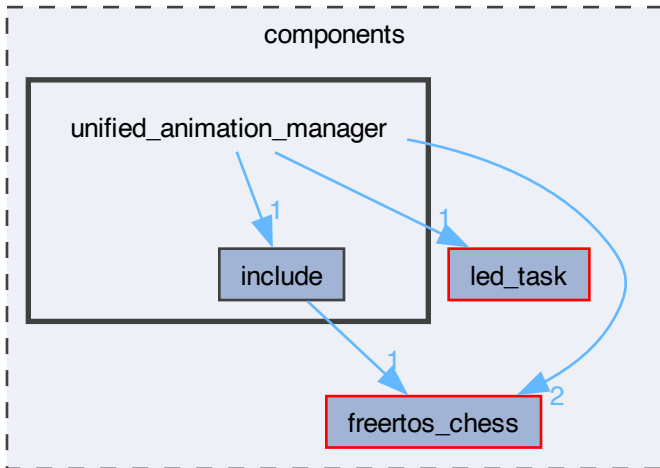 components
unified_animation_manager
1
1
include
led_task
1
2
freertos_chess